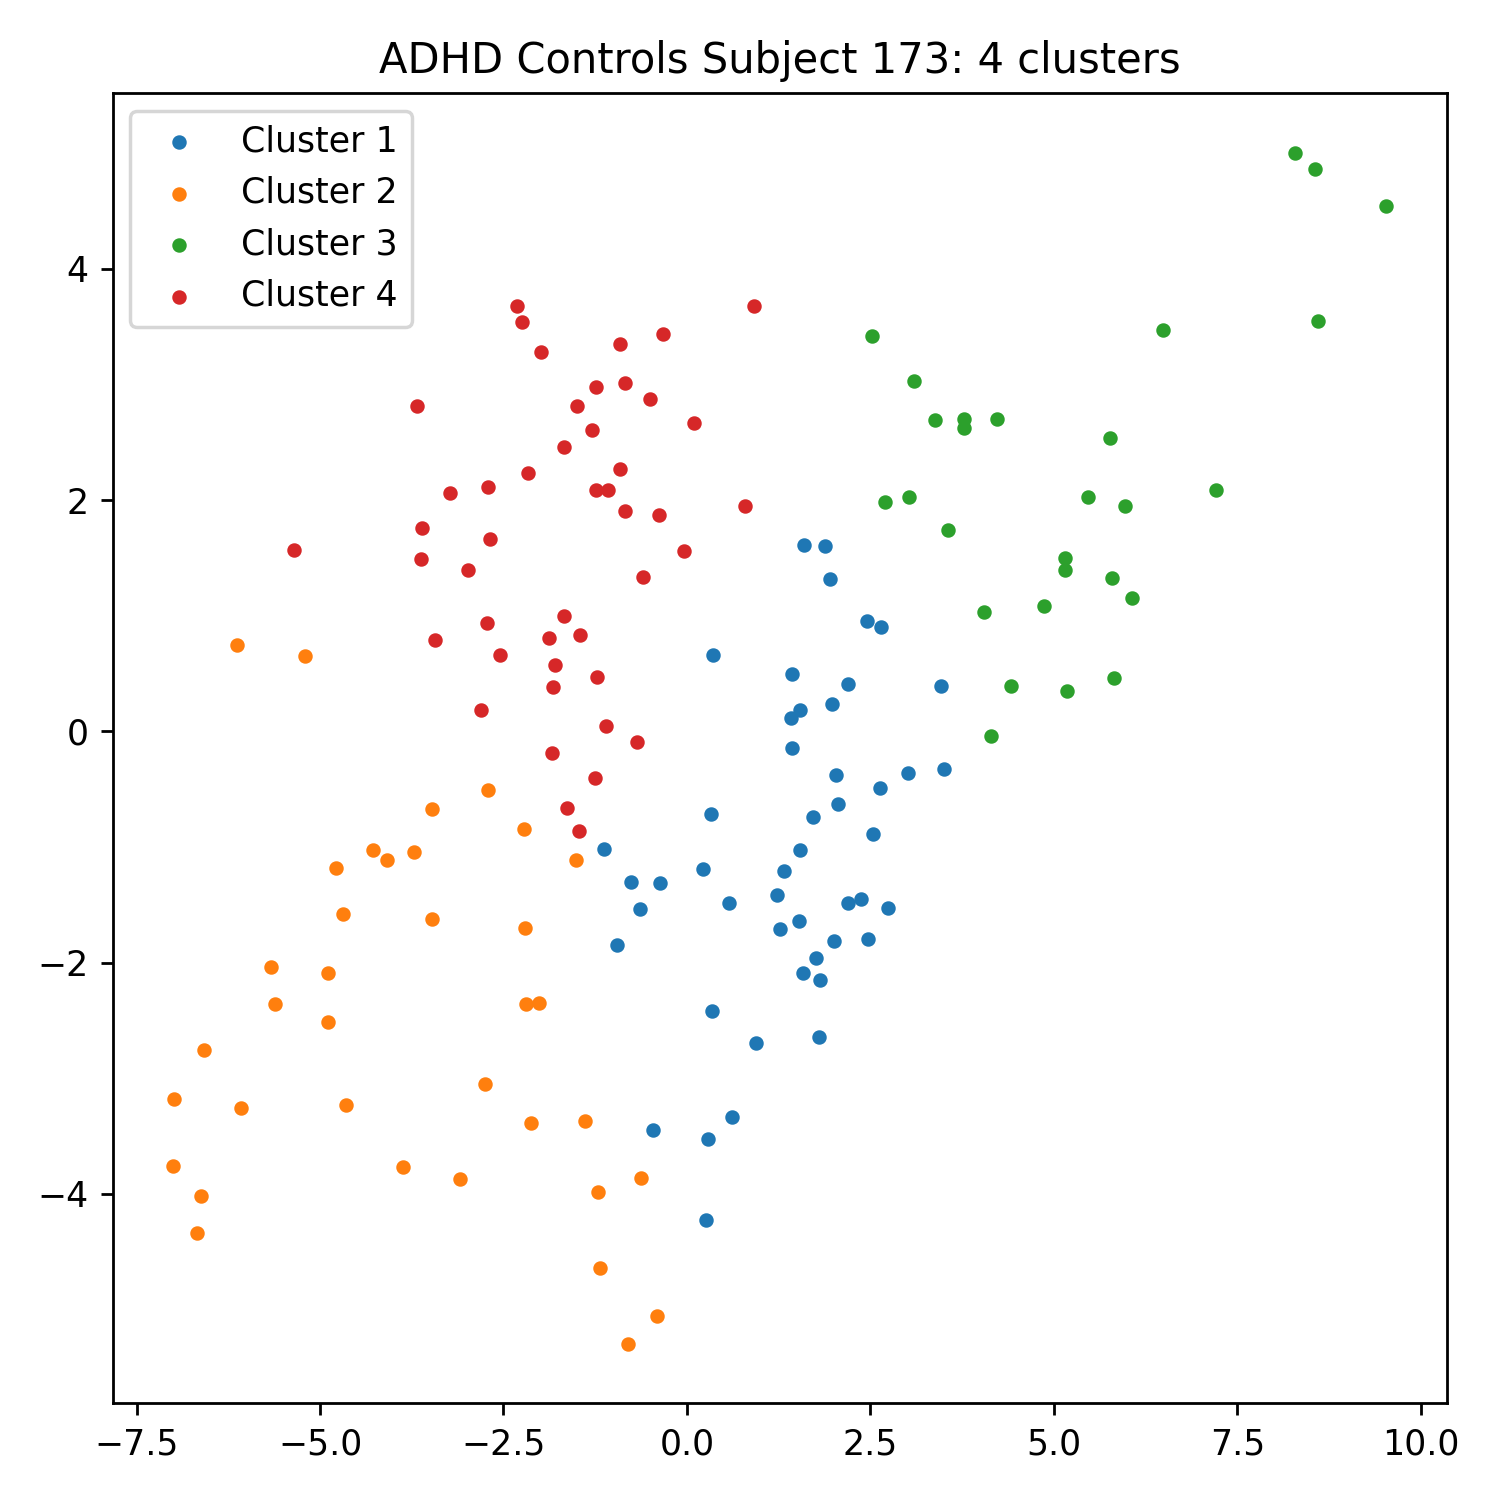 ADHD Controls Subject 173: 4 clusters
Cluster 1
Cluster 2
Cluster 3
Cluster 4
4
2
0
−2
−4
−7.5 −5.0 −2.5 0.0 2.5 5.0 7.5 10.0